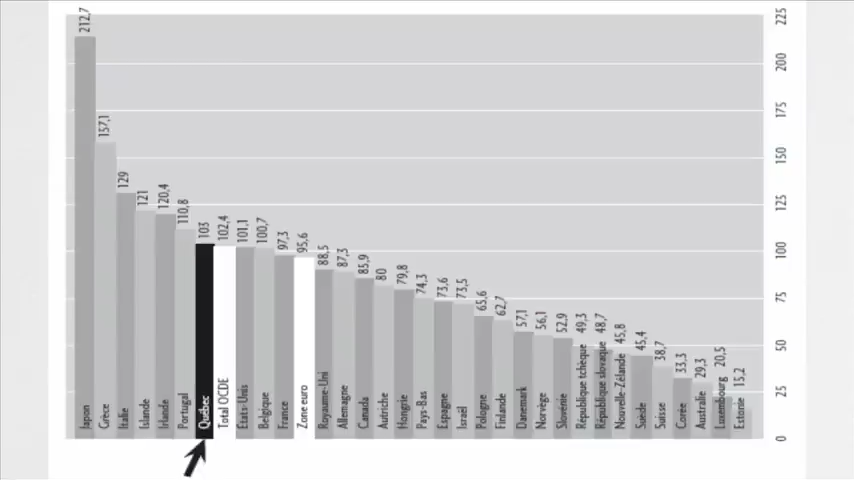 212,7
157,1
129
121
120,4
110,8
103
102,4
101,1
100,7
97,3
95,6
88,5
87,3
85,9
80
79,8
74,3
73,6
73,5
65,6
62,7
57,1
56,1
52,9
49,3
48,7
45,8
45,4
38,7
33,3
29,3
20,5
15,2
Japon
Grèce
Italie
Islande
Irlande
Portugal
Québec
Total OCDE
États-Unis
Belgique
France
Zone euro
Royaume-Uni
Allemagne
Canada
Autriche
Hongrie
Pays-Bas
Espagne
Israël
Pologne
Finlande
Danemark
Norvège
Slovénie
République tchèque
République slovaque
Nouvelle-Zélande
Suède
Suisse
Corée
Australie
Luxembourg
Estonie
225
200
175
150
125
100
75
50
25
0